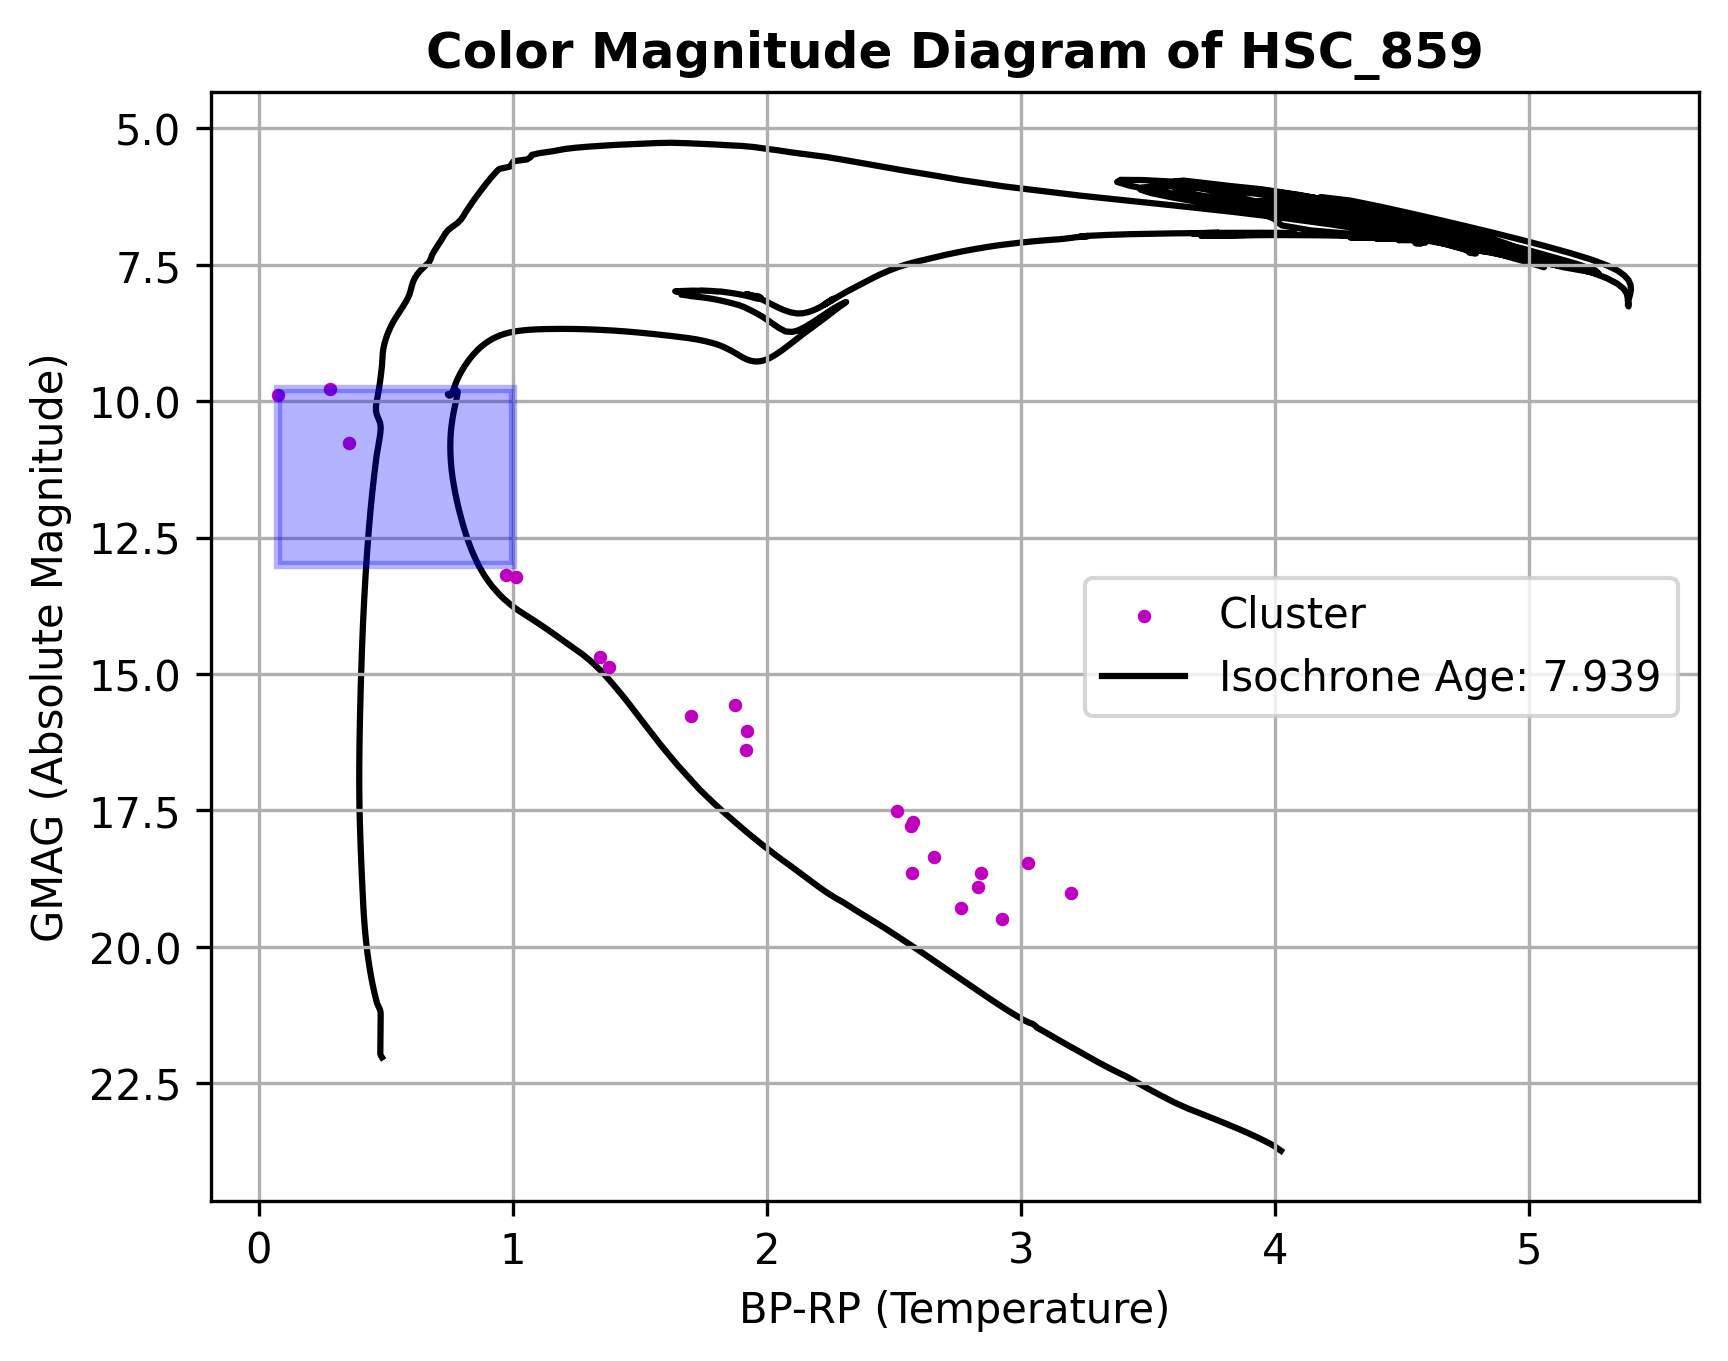 Color Magnitude Diagram of HSC_859
GMAG (Absolute Magnitude)
5.0
7.5
10.0
12.5
15.0
17.5
20.0
22.5
Cluster
Isochrone Age: 7.939
0 1 2 3 4 5
BP-RP (Temperature)